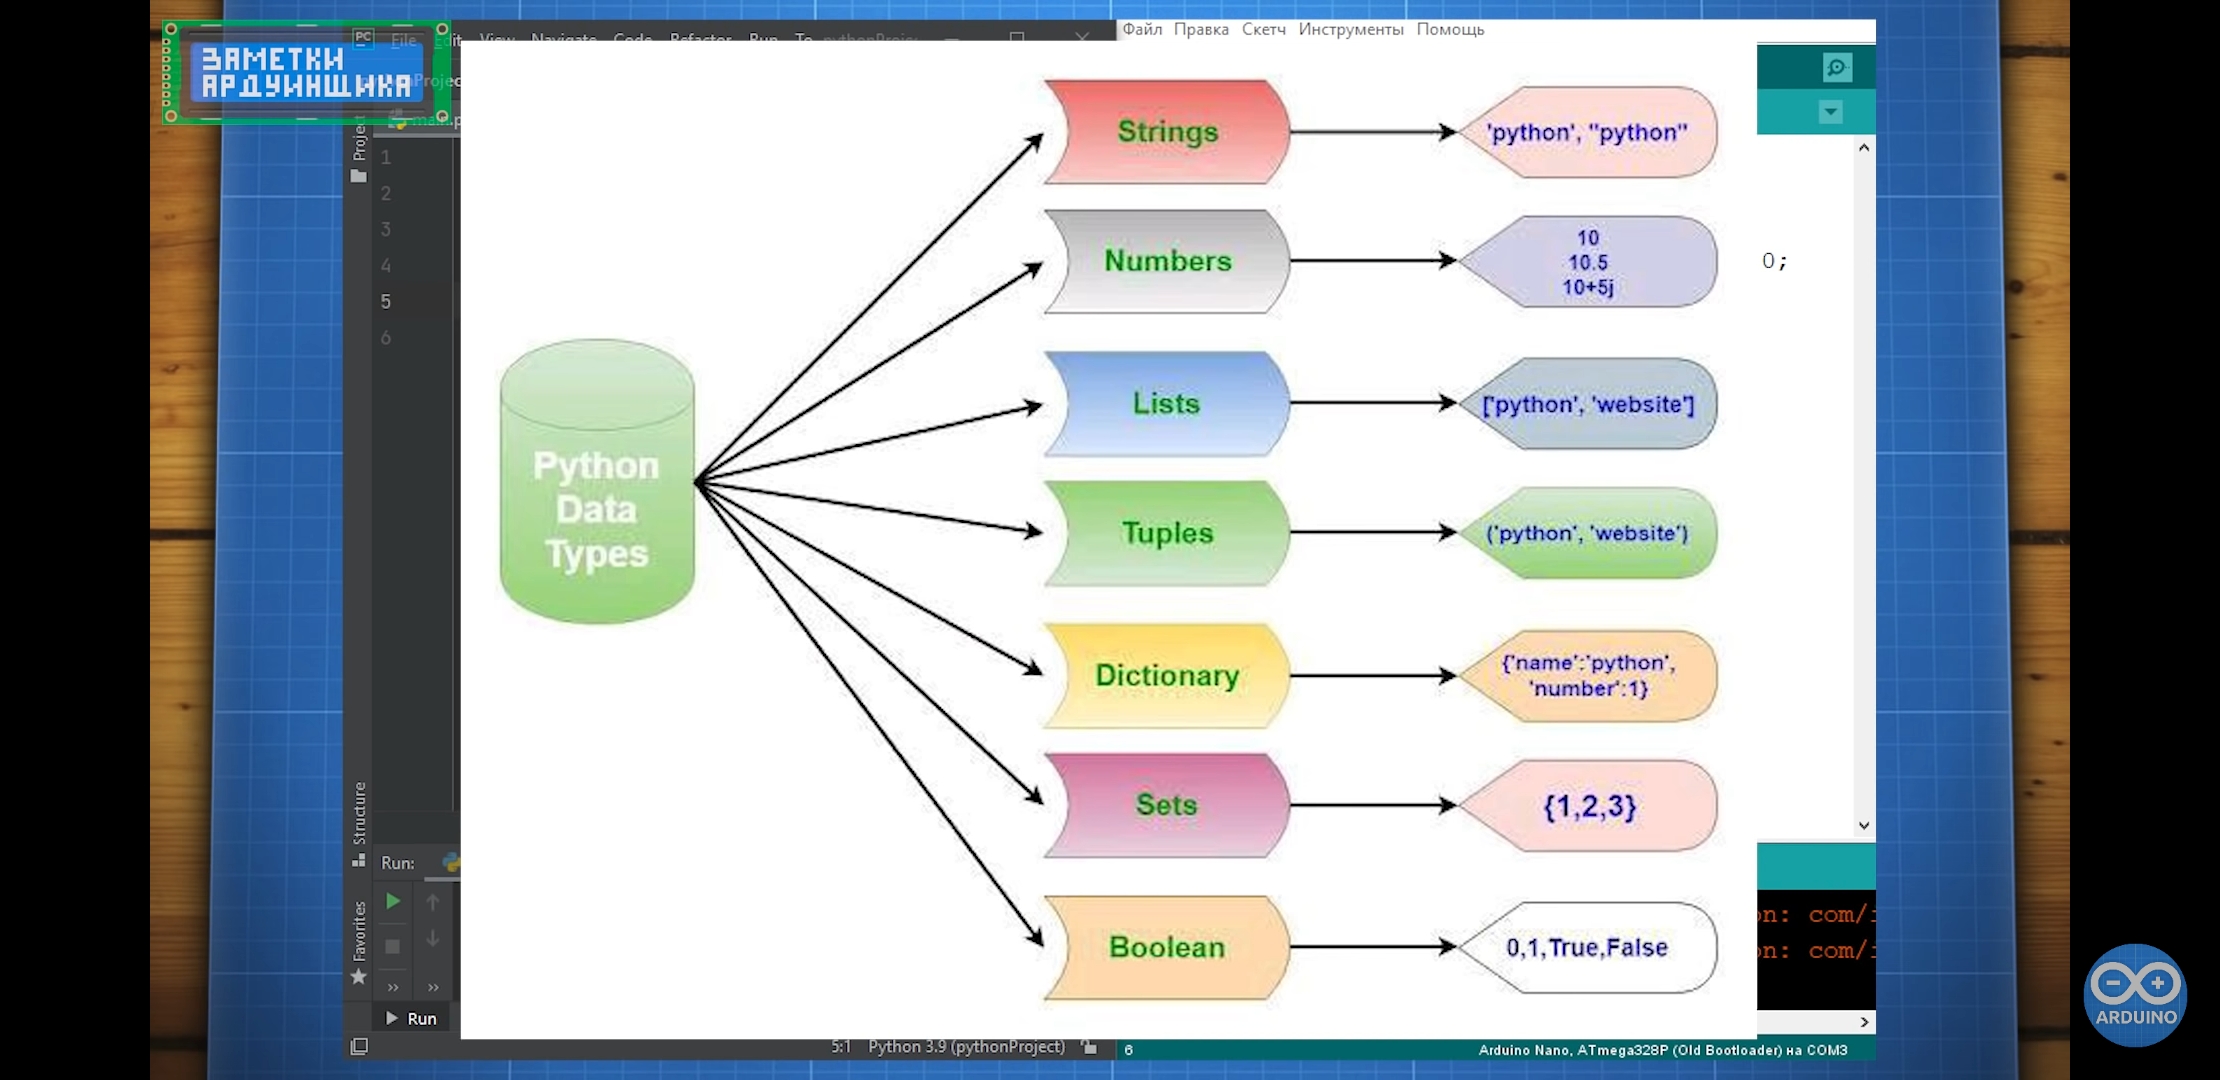 ЗАМЕТКИ
АРДУИНЩИКА
PC File Edit View Navigate Code Refactor Run To pythonProje
Файл Правка Скетч Инструменты Помощь
Project
1
2
3
4
5
6
Python
Data
Types
Strings
'python', "python"
Numbers
10
10.5
10+5j
0;
Lists
['python', 'website']
Tuples
('python', 'website')
Dictionary
{'name':'python',
'number':1}
Sets
{1,2,3}
Boolean
0,1,True,False
Structure
Favorites
Run:
Run
on: com/
on: com/
5:1 Python 3.9 (pythonProject)
6
Arduino Nano, ATmega328P (Old Bootloader) на COM3
ARDUINO